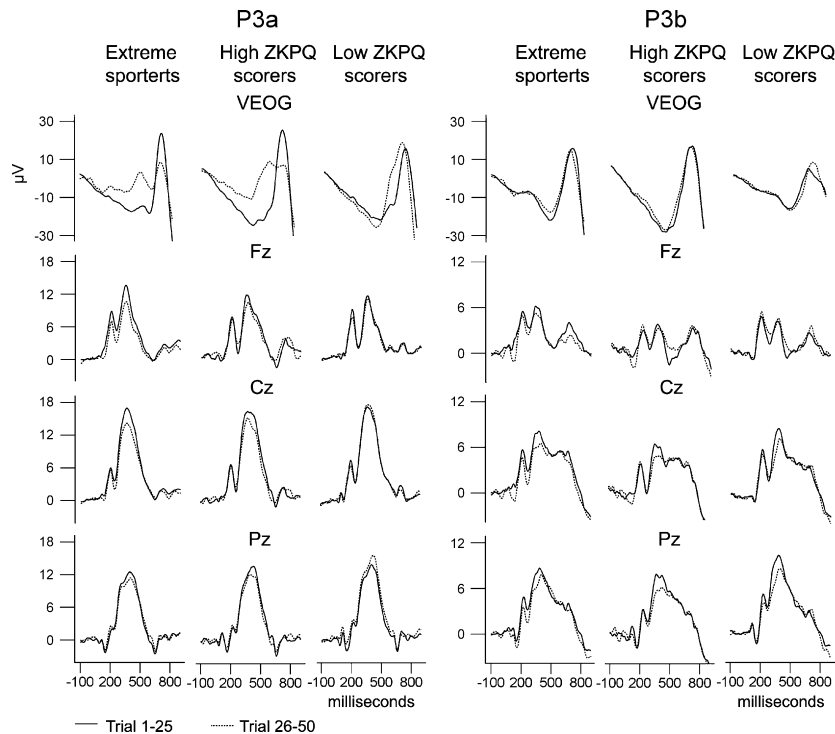 P3a
P3b
Extreme sporterts
High ZKPQ scorers
Low ZKPQ scorers
Extreme sporterts
High ZKPQ scorers
Low ZKPQ scorers
VEOG
VEOG
µV
30
10
-10
-30
30
10
-10
-30
Fz
Fz
18
12
6
0
12
6
0
Cz
Cz
18
12
6
0
12
6
0
Pz
Pz
18
12
6
0
12
6
0
-100 200 500 800
-100 200 500 800
-100 200 500 800
-100 200 500 800
-100 200 500 800
-100 200 500 800
milliseconds
milliseconds
Trial 1-25
Trial 26-50